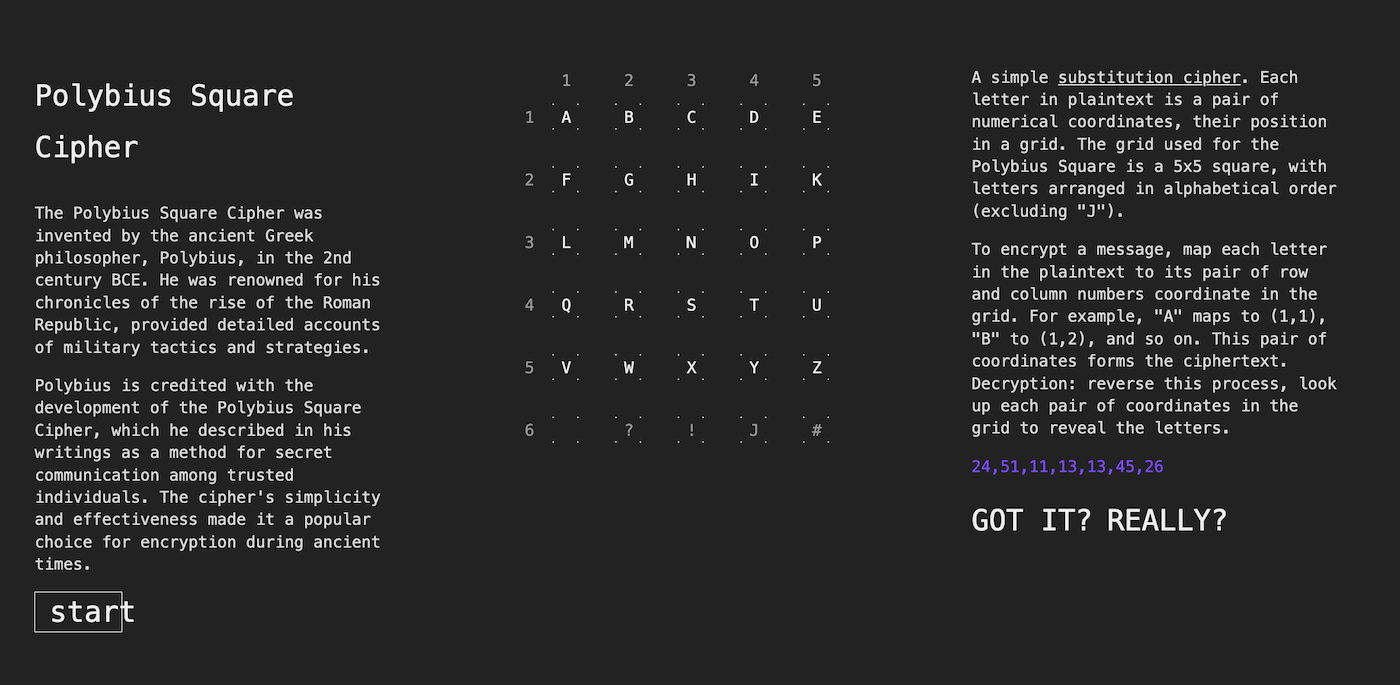 Polybius Square
Cipher
The Polybius Square Cipher was
invented by the ancient Greek
philosopher, Polybius, in the 2nd
century BCE. He was renowned for his
chronicles of the rise of the Roman
Republic, provided detailed accounts
of military tactics and strategies.
Polybius is credited with the
development of the Polybius Square
Cipher, which he described in his
writings as a method for secret
communication among trusted
individuals. The cipher's simplicity
and effectiveness made it a popular
choice for encryption during ancient
times.
start
1 2 3 4 5
1 A B C D E
2 F G H I K
3 L M N O P
4 Q R S T U
5 V W X Y Z
6 ? ! J #
A simple substitution cipher. Each
letter in plaintext is a pair of
numerical coordinates, their position
in a grid. The grid used for the
Polybius Square is a 5x5 square, with
letters arranged in alphabetical order
(excluding "J").
To encrypt a message, map each letter
in the plaintext to its pair of row
and column numbers coordinate in the
grid. For example, "A" maps to (1,1),
"B" to (1,2), and so on. This pair of
coordinates forms the ciphertext.
Decryption: reverse this process, look
up each pair of coordinates in the
grid to reveal the letters.
24,51,11,13,13,45,26
GOT IT? REALLY?